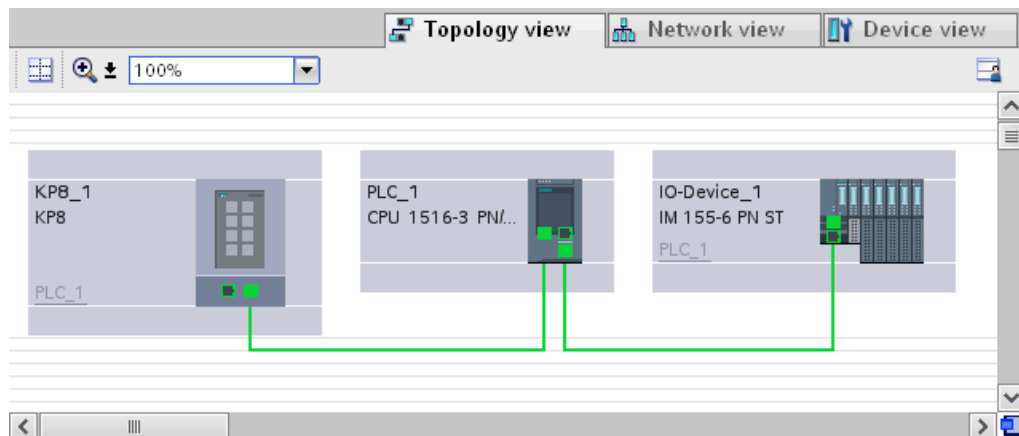 Topology view
Network view
Device view
100%
KP8_1
KP8
PLC_1
PLC_1
CPU 1516-3 PN/...
IO-Device_1
IM 155-6 PN ST
PLC_1